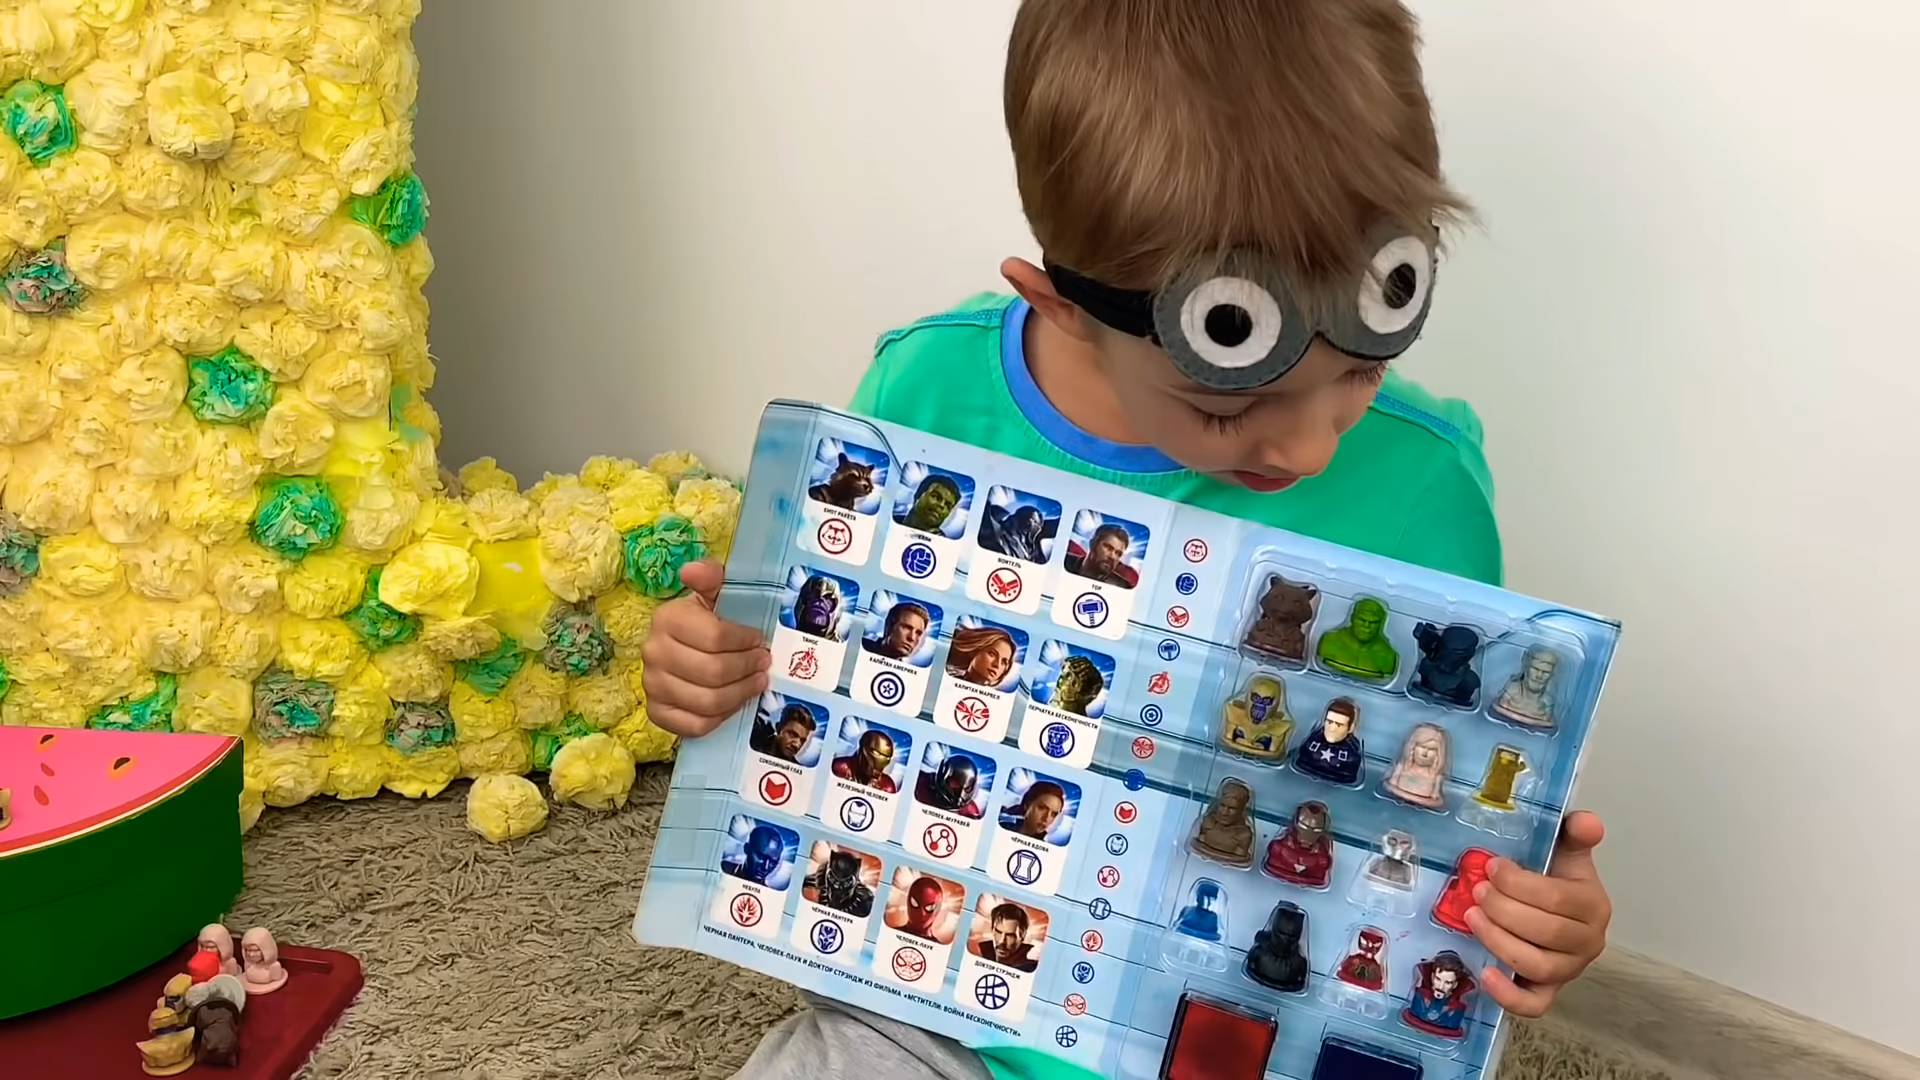 ЕНОТ РАКЕТА
ХАЛК
ВОИТЕЛЬ
ТОР
ТАНОС
КАПИТАН АМЕРИКА
КАПИТАН МАРВЕЛ
ПЕРЧАТКА БЕСКОНЕЧНОСТИ
СОКОЛИНЫЙ ГЛАЗ
ЖЕЛЕЗНЫЙ ЧЕЛОВЕК
ЧЕЛОВЕК-МУРАВЕЙ
ЧЁРНАЯ ВДОВА
НЕБУЛА
ЧЁРНАЯ ПАНТЕРА
ЧЕЛОВЕК-ПАУК
ДОКТОР СТРЭНДЖ
ЧЕРНАЯ ПАНТЕРА, ЧЕЛОВЕК-ПАУК И ДОКТОР СТРЭНДЖ ИЗ ФИЛЬМА «МСТИТЕЛИ: ВОЙНА БЕСКОНЕЧНОСТИ»